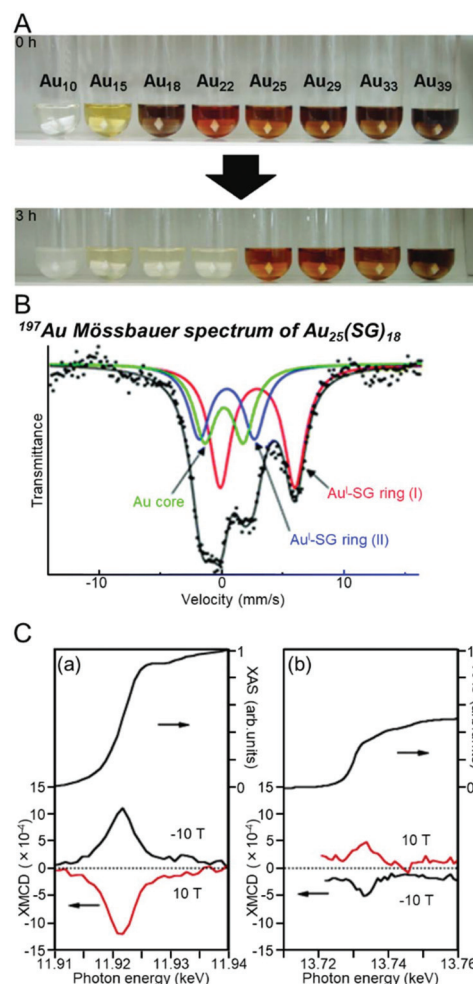 A
0 h
Au10 Au15 Au18 Au22 Au25 Au29 Au33 Au39
3 h
B
197Au Mössbauer spectrum of Au25(SG)18
Transmittance
Au core
AuI-SG ring (I)
AuI-SG ring (II)
-10 0 10
Velocity (mm/s)
C
(a)
1
XAS (arb.units)
0
15
10
5
0
-5
-10
-15
XMCD (× 10-4)
-10 T
10 T
11.91 11.92 11.93 11.94
Photon energy (keV)
(b)
1
0
15
10
5
0
-5
-10
-15
XMCD (× 10-4)
10 T
-10 T
13.72 13.74 13.76
Photon energy (keV)